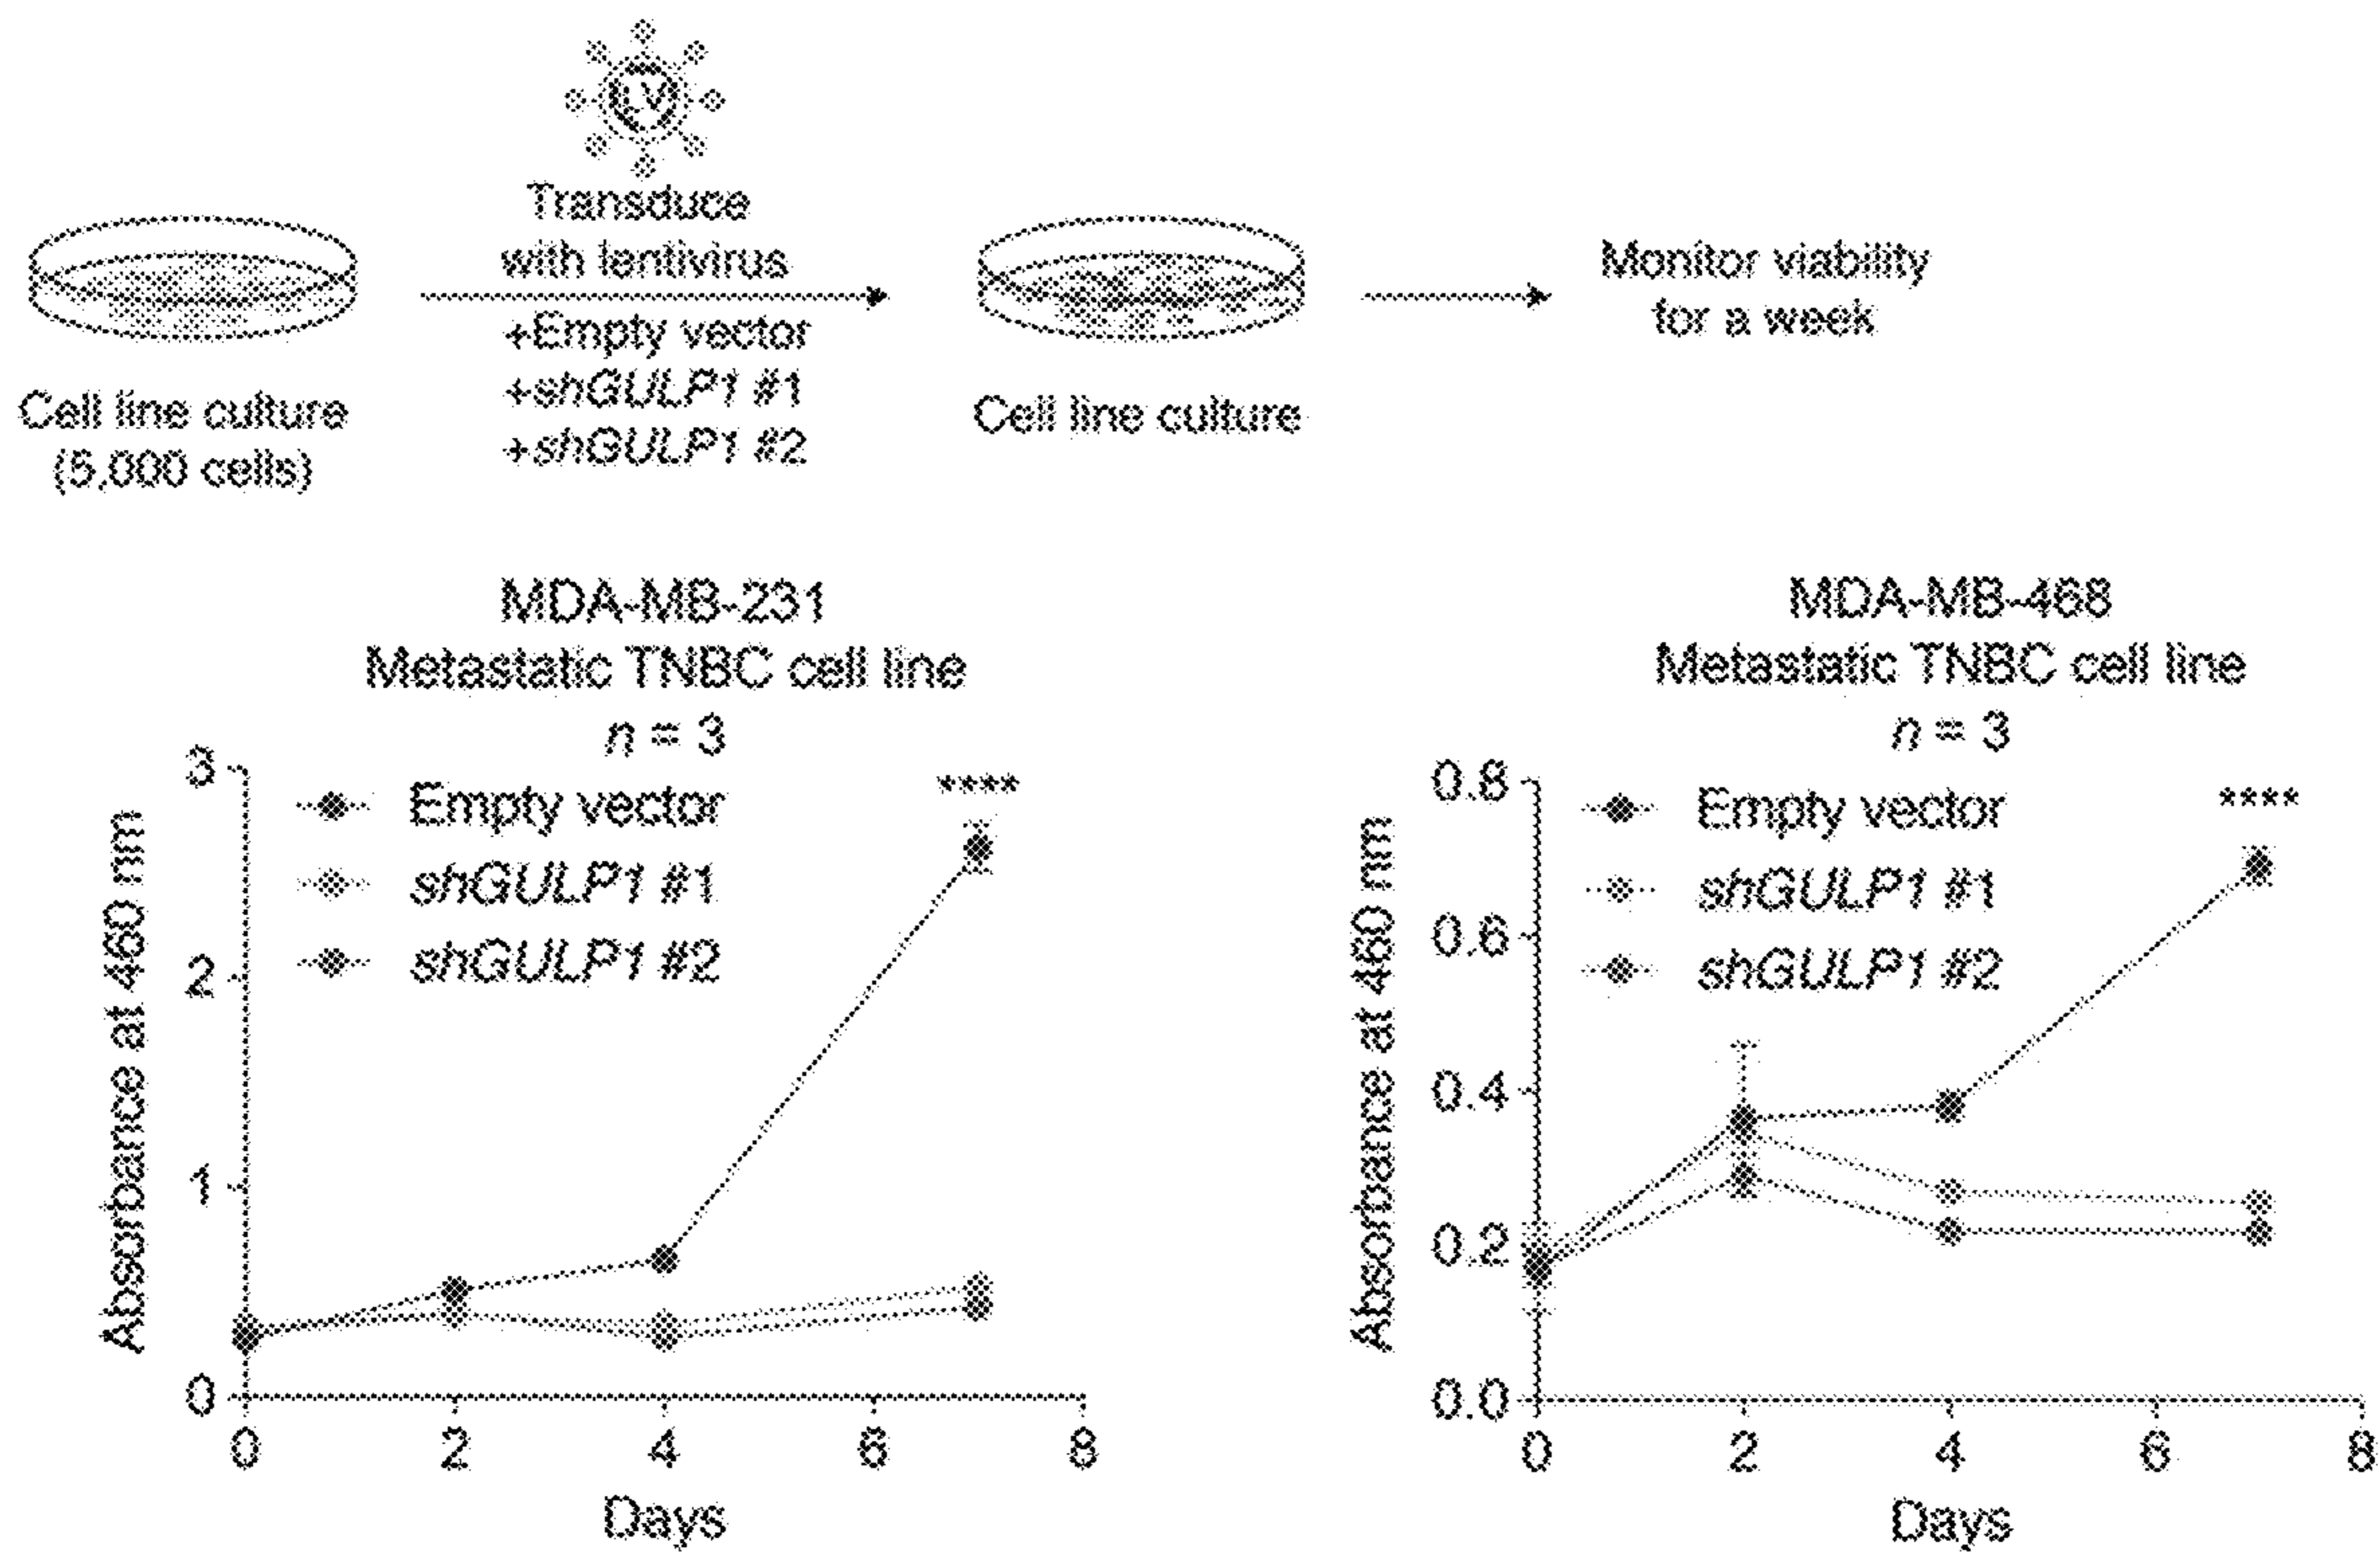 LV
Transduce
with lentivirus
+Empty vector
+shGULP1 #1
+shGULP1 #2
Cell line culture
(5,000 cells)
Cell line culture
Monitor viability
for a week
MDA-MB-231
Metastatic TNBC cell line
n = 3
****
Empty vector
shGULP1 #1
shGULP1 #2
Absorbance at 460 nm
3
2
1
0
0 2 4 6 8
Days
MDA-MB-468
Metastatic TNBC cell line
n = 3
****
Empty vector
shGULP1 #1
shGULP1 #2
Absorbance at 460 nm
0.8
0.6
0.4
0.2
0.0
0 2 4 6 8
Days